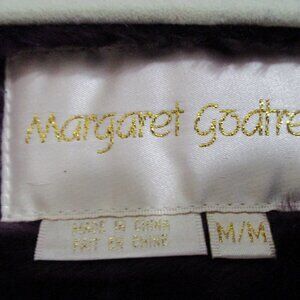 Margaret Godfre
MADE IN CHINA
FAIT EN CHINE
M/M